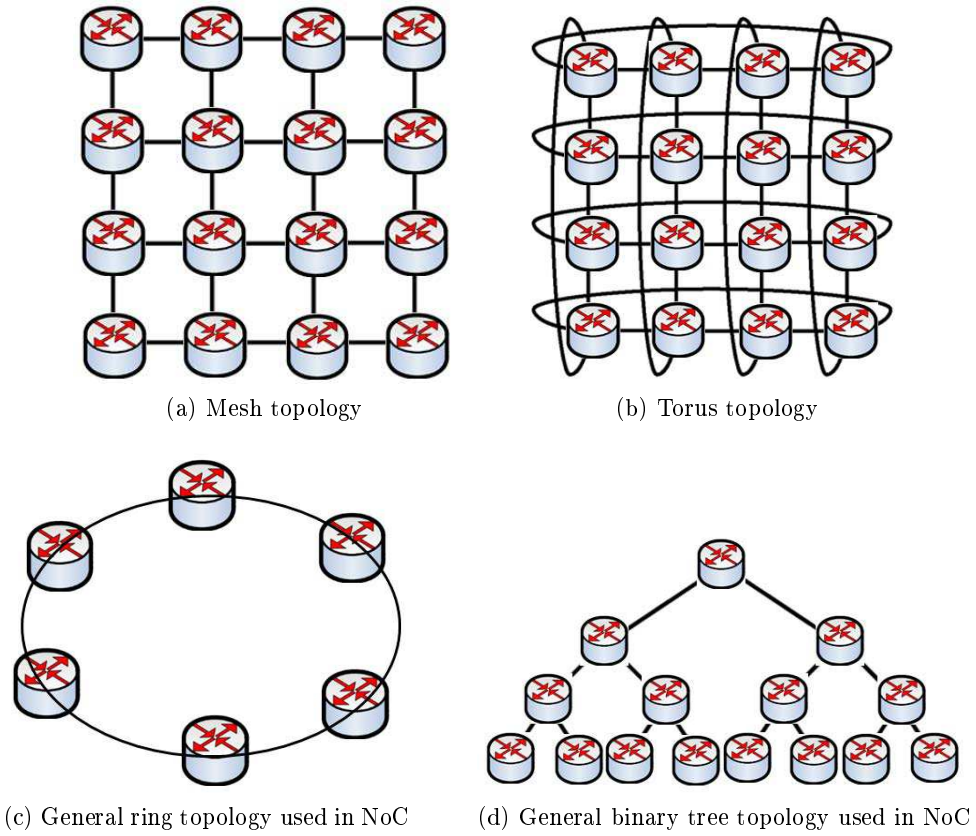 (a) Mesh topology
(b) Torus topology
(c) General ring topology used in NoC
(d) General binary tree topology used in NoC